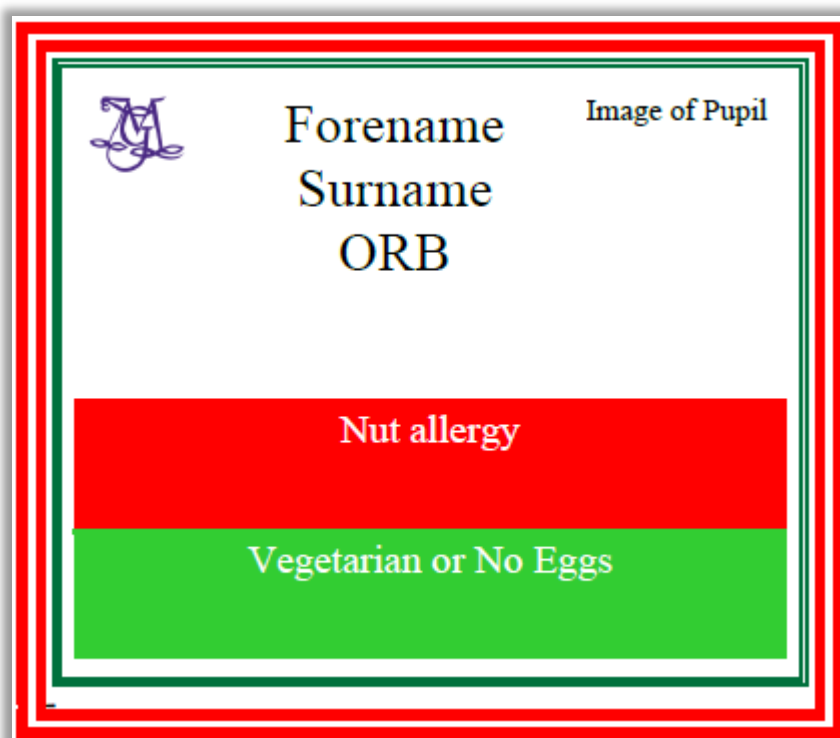 Forename
Surname
ORB
Image of Pupil
Nut allergy
Vegetarian or No Eggs